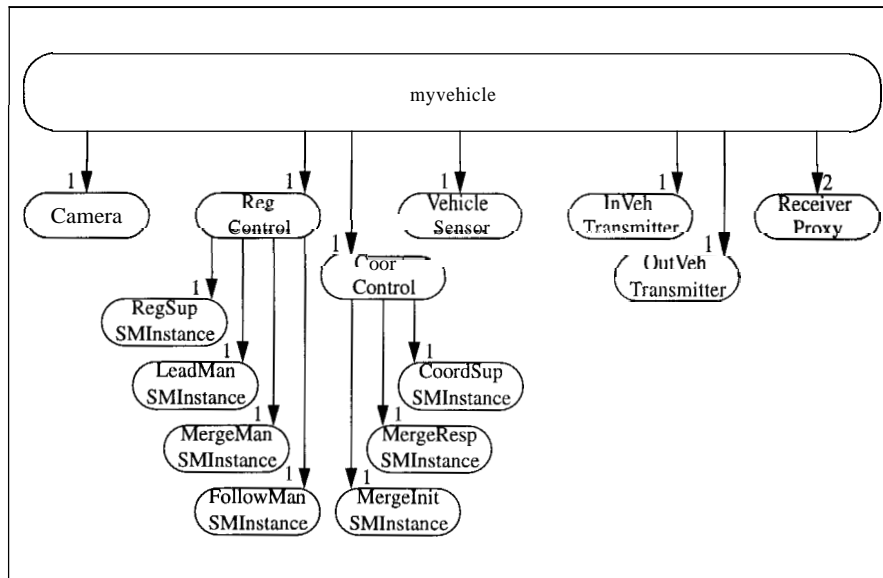 myvehicle
1
1
1
1
2
Camera
Reg
Control
Vehicle
Sensor
InVeh
Transmitter
Receiver
Proxy
1
1
Coor
Control
OutVeh
Transmitter
1
RegSup
SMInstance
1
LeadMan
SMInstance
1
CoordSup
SMInstance
1
MergeMan
SMInstance
1
MergeResp
SMInstance
1
FollowMan
SMInstance
1
MergeInit
SMInstance